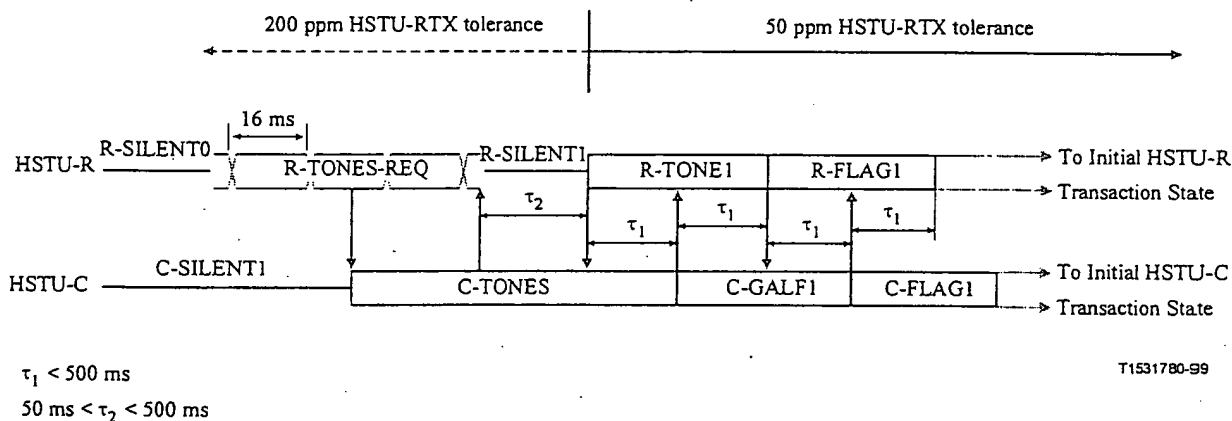 200 ppm HSTU-RTX tolerance
50 ppm HSTU-RTX tolerance
16 ms
R-SILENT0
R-SILENT1
HSTU-R
R-TONES-REQ
R-TONE1
R-FLAG1
To Initial HSTU-R
Transaction State
τ2
τ1
τ1
τ1
τ1
C-SILENT1
HSTU-C
C-TONES
C-GALF1
C-FLAG1
To Initial HSTU-C
Transaction State
τ1 < 500 ms
50 ms < τ2 < 500 ms
T1531780-99